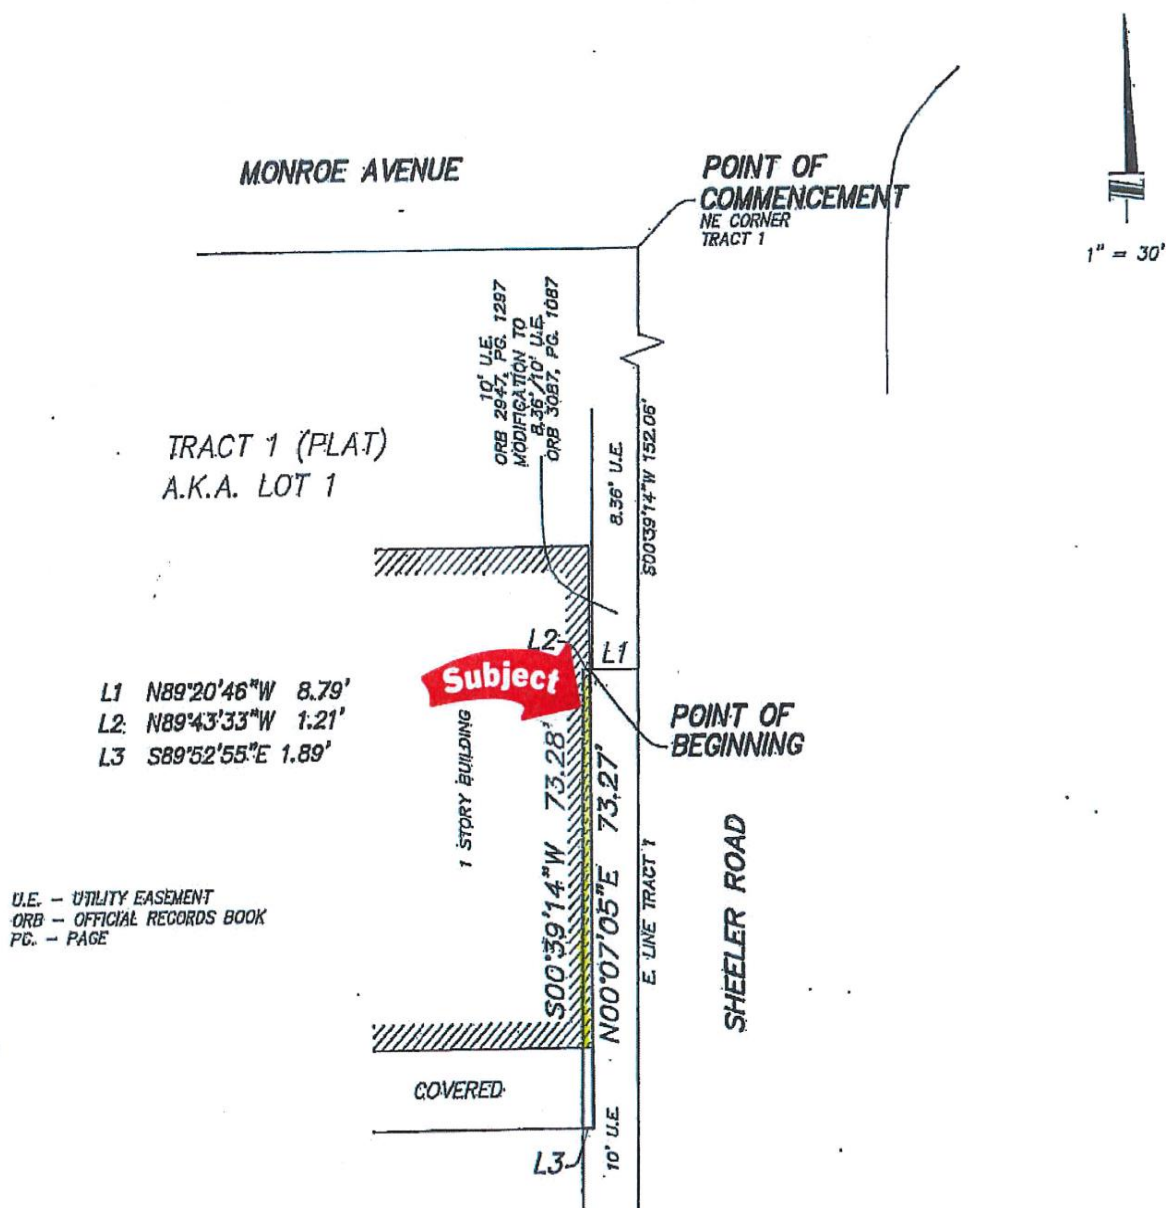 MONROE AVENUE
POINT OF
COMMENCEMENT
NE CORNER
TRACT 1
1" = 30'
10' U.E.
ORB 2947, PG. 1297
MODIFICATION TO
8.36'/10' U.E.
ORB 3087, PG. 1087
TRACT 1 (PLAT)
A.K.A. LOT 1
8.36' U.E.
S00°39'14"W 152.06'
L2
L1
Subject
L1 N89°20'46"W 8.79'
L2 N89°43'33"W 1.21'
L3 S89°52'55"E 1.89'
POINT OF
BEGINNING
1 STORY BUILDING
S00°39'14"W 73.28'
N00°07'05"E 73.27'
E. LINE TRACT 1
SHEELER ROAD
U.E. - UTILITY EASEMENT
ORB - OFFICIAL RECORDS BOOK
PG. - PAGE
COVERED
L3
10' U.E.